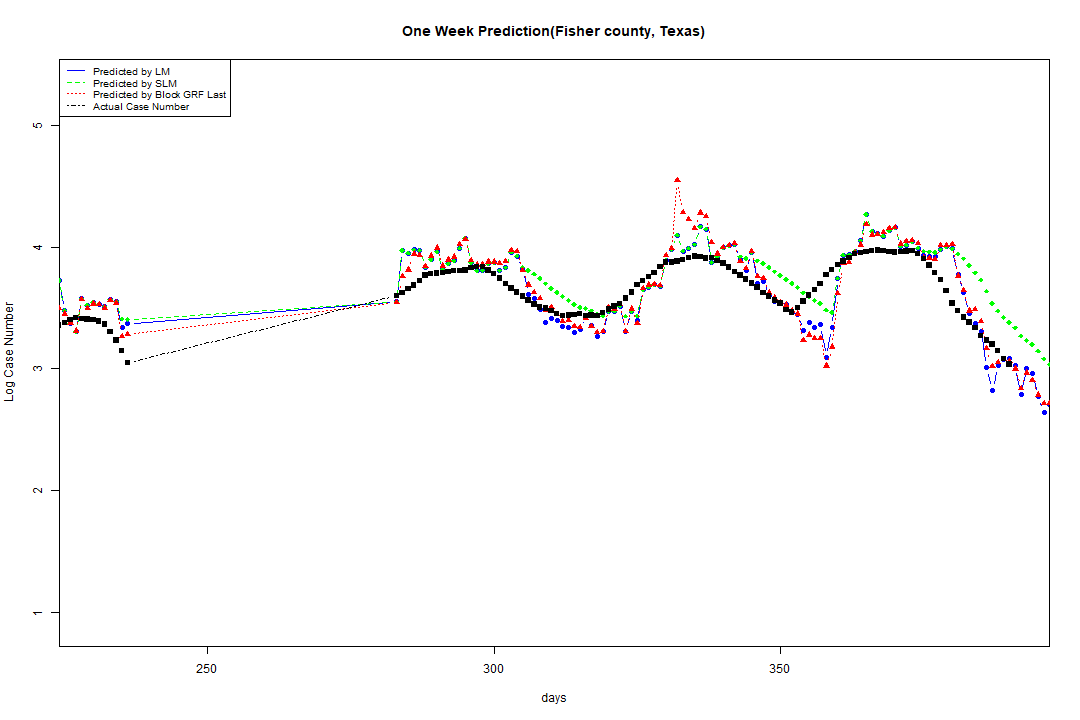 One Week Prediction(Fisher county, Texas)
Predicted by LM
Predicted by SLM
Predicted by Block GRF Last
Actual Case Number
5
4
3
2
1
Log Case Number
250
300
350
days